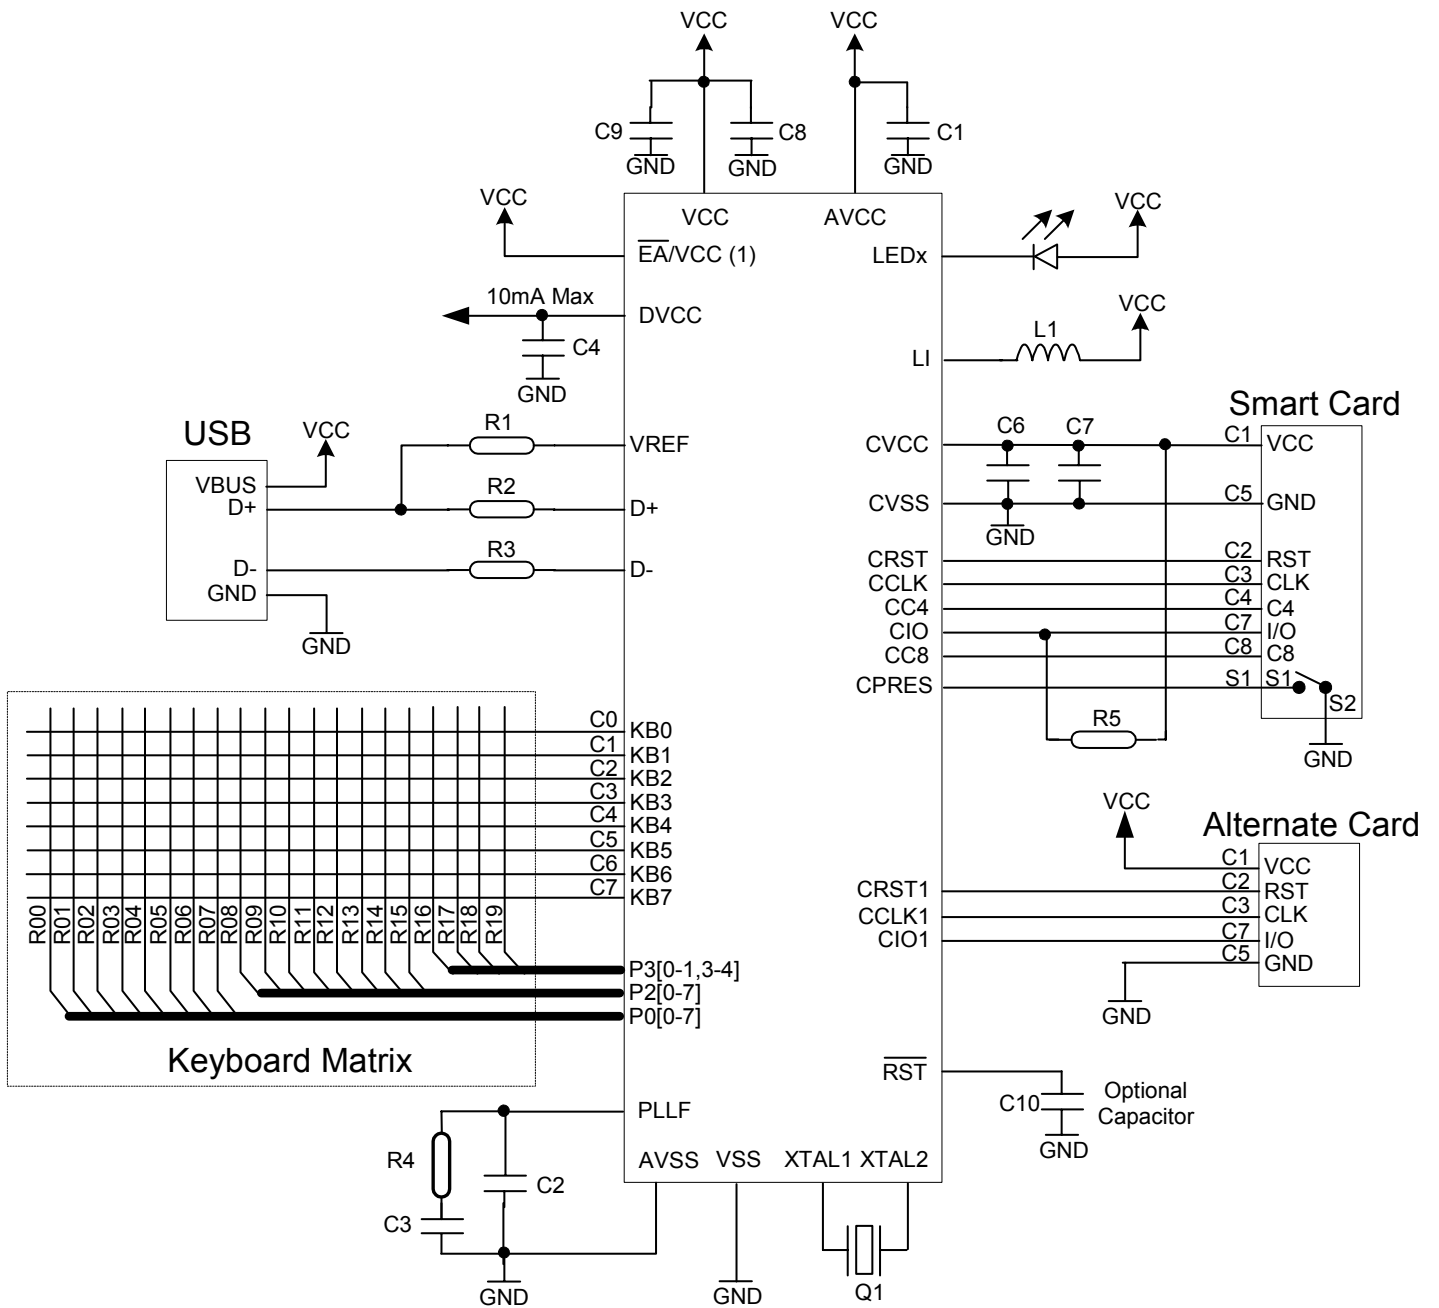 VCC
VCC
C9
C8
C1
GND
GND
GND
VCC
VCC
AVCC
VCC
EA/VCC (1)
LEDx
10mA Max
DVCC
C4
GND
VCC
L1
LI
USB
VCC
R1
VREF
VBUS
D+
R2
D+
D-
R3
D-
GND
GND
Smart Card
C6
C7
CVCC
C1
VCC
CVSS
C5
GND
GND
CRST
C2
RST
CCLK
C3
CLK
CC4
C4
C4
CIO
C7
I/O
CC8
C8
C8
CPRES
S1
S1
S2
R5
GND
C0
KB0
C1
KB1
C2
KB2
C3
KB3
C4
KB4
C5
KB5
C6
KB6
C7
KB7
R00
R01
R02
R03
R04
R05
R06
R07
R08
R09
R10
R11
R12
R13
R14
R15
R16
R17
R18
R19
P3[0-1,3-4]
P2[0-7]
P0[0-7]
Keyboard Matrix
VCC
Alternate Card
C1
VCC
CRST1
C2
RST
CCLK1
C3
CLK
CIO1
C7
I/O
C5
GND
GND
RST
C10
Optional
Capacitor
GND
PLLF
R4
C2
C3
GND
AVSS
VSS
XTAL1
XTAL2
GND
Q1